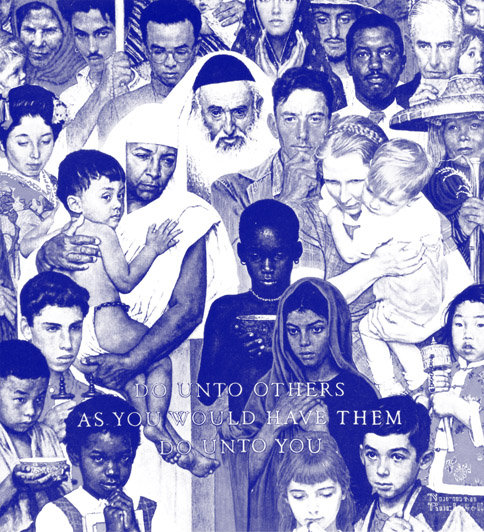 DO UNTO OTHERS
AS YOU WOULD HAVE THEM
DO UNTO YOU